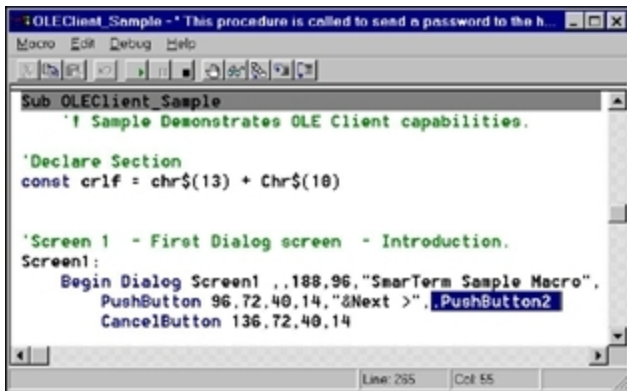 OLEClient_Sample - * This procedure is called to send a password to the h...
Macro Edit Debug Help
Sub OLEClient_Sample
'! Sample Demonstrates OLE Client capabilities.
'Declare Section
const crlf = chr$(13) + Chr$(10)
'Screen 1 - First Dialog screen - Introduction.
Screen1:
Begin Dialog Screen1 ,,188,96,"SmarTerm Sample Macro",
PushButton 96,72,40,14,"&Next >",.PushButton2
CancelButton 136,72,40,14
Line: 265 Col: 55